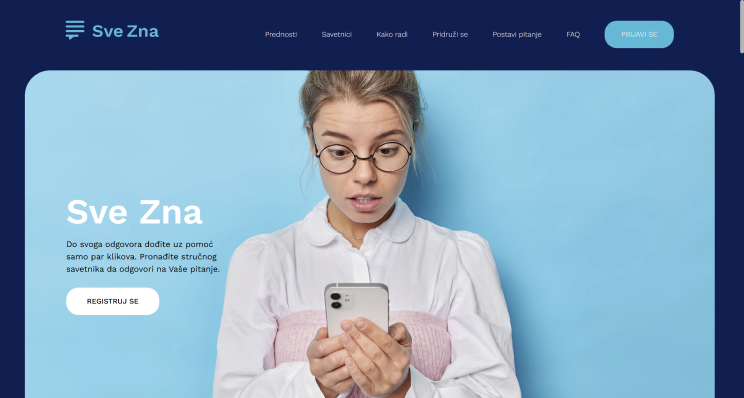 Sve Zna
Prednosti Savetnici Kako radi Pridruži se Postavi pitanje FAQ PRIJAVI SE
Sve Zna
Do svoga odgovora dođite uz pomoć
samo par klikova. Pronađite stručnog
savetnika da odgovori na Vaše pitanje.
REGISTRUJ SE